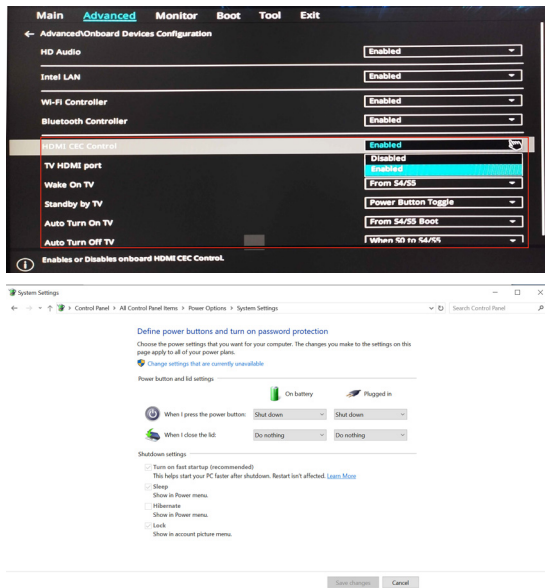 Main Advanced Monitor Boot Tool Exit
← Advanced\Onboard Devices Configuration
HD Audio Enabled
Intel LAN Enabled
Wi-Fi Controller Enabled
Bluetooth Controller Enabled
HDMI CEC Control Enabled
Disabled
TV HDMI port Enabled
Wake On TV From S4/S5
Standby by TV Power Button Toggle
Auto Turn On TV From S4/S5 Boot
Auto Turn Off TV When S0 to S4/S5
Enables or Disables onboard HDMI CEC Control.
System Settings
Control Panel > All Control Panel Items > Power Options > System Settings Search Control Panel
Define power buttons and turn on password protection
Choose the power settings that you want for your computer. The changes you make to the settings on this
page apply to all of your power plans.
Change settings that are currently unavailable
Power button and lid settings
On battery Plugged in
When I press the power button: Shut down Shut down
When I close the lid: Do nothing Do nothing
Shutdown settings
Turn on fast startup (recommended)
This helps start your PC faster after shutdown. Restart isn't affected. Learn More
Sleep
Show in Power menu.
Hibernate
Show in Power menu.
Lock
Show in account picture menu.
Save changes Cancel